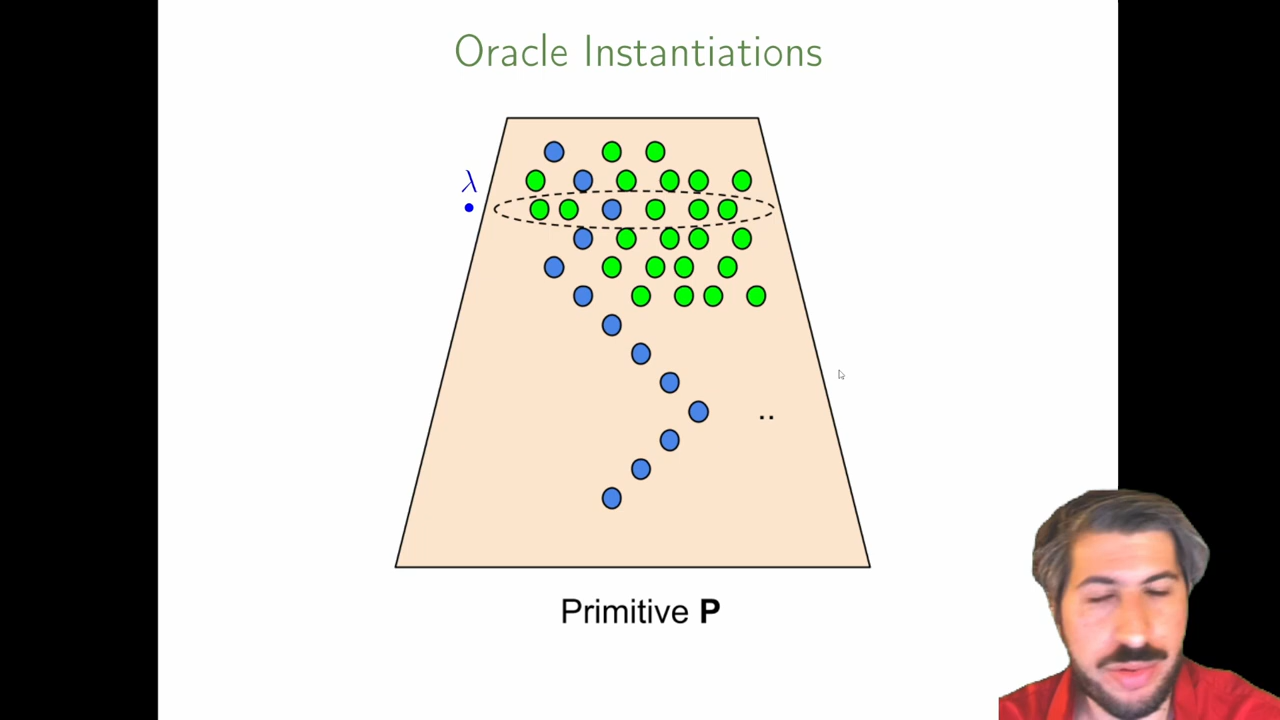 Oracle Instantiations
λ
..
Primitive P